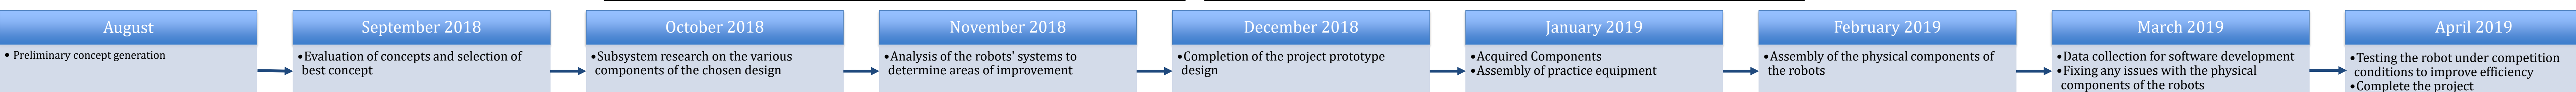 August
• Preliminary concept generation
September 2018
•Evaluation of concepts and selection of
best concept
October 2018
•Subsystem research on the various
components of the chosen design
November 2018
•Analysis of the robots' systems to
determine areas of improvement
December 2018
•Completion of the project prototype
design
January 2019
•Acquired Components
•Assembly of practice equipment
February 2019
•Assembly of the physical components of
the robots
March 2019
•Data collection for software development
•Fixing any issues with the physical
components of the robots
April 2019
•Testing the robot under competition
conditions to improve efficiency
•Complete the project